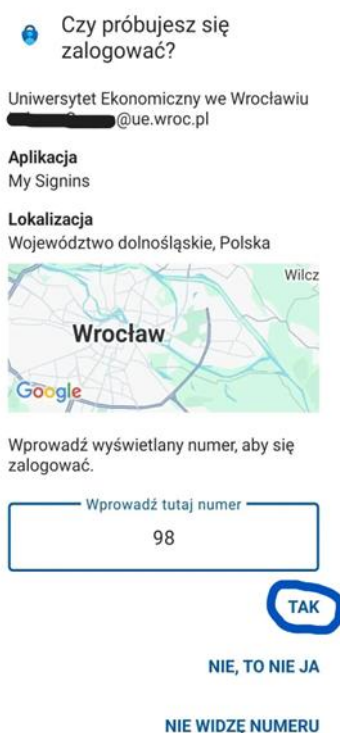 Czy próbujesz się
zalogować?
Uniwersytet Ekonomiczny we Wrocławiu
@ue.wroc.pl
Aplikacja
My Signins
Lokalizacja
Województwo dolnośląskie, Polska
Wilcz
Wrocław
Google
Wprowadź wyświetlany numer, aby się
zalogować.
Wprowadź tutaj numer
98
TAK
NIE, TO NIE JA
NIE WIDZĘ NUMERU